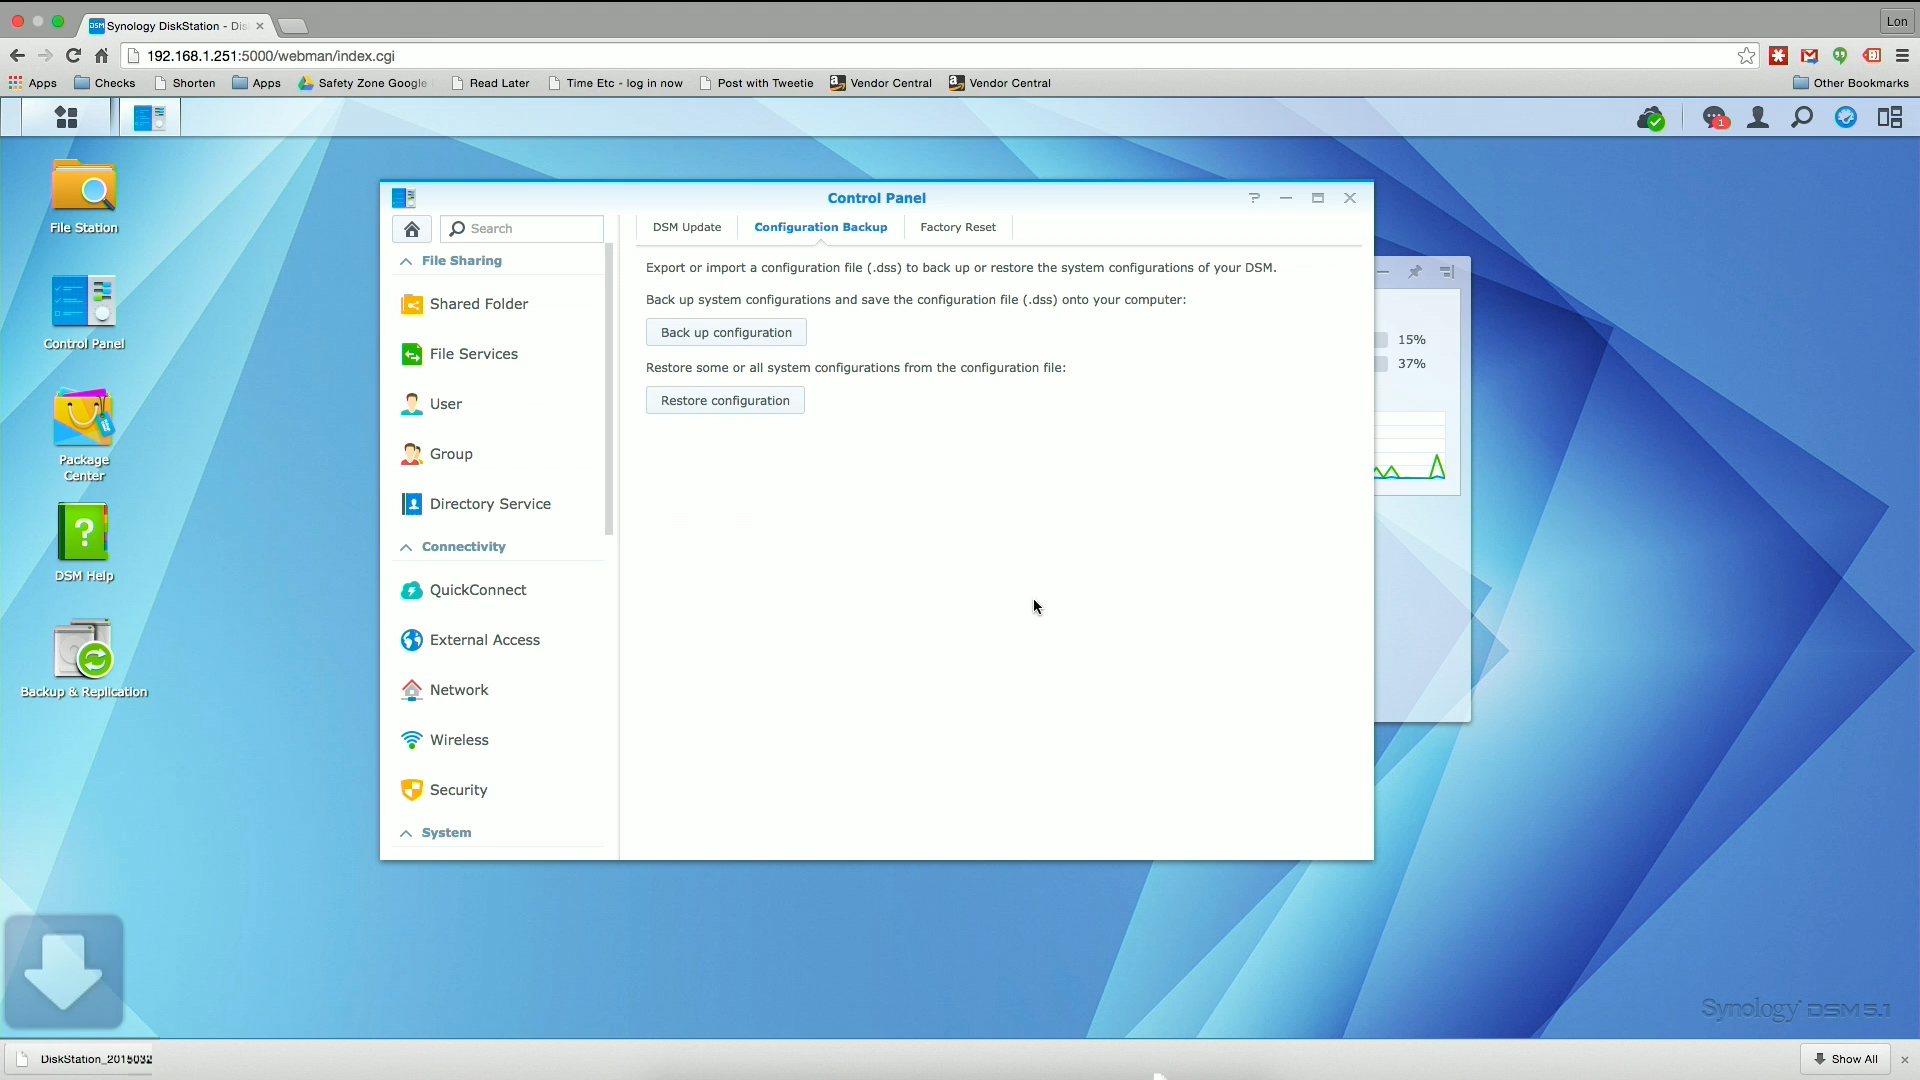 Synology DiskStation - Dis
Lon
192.168.1.251:5000/webman/index.cgi
Apps
Checks
Shorten
Apps
Safety Zone Google
Read Later
Time Etc - log in now
Post with Tweetie
Vendor Central
Vendor Central
Other Bookmarks
1
File Station
Control Panel
Package
Center
DSM Help
Backup & Replication
Control Panel
Search
DSM Update
Configuration Backup
Factory Reset
File Sharing
Shared Folder
File Services
User
Group
Directory Service
Connectivity
QuickConnect
External Access
Network
Wireless
Security
System
Export or import a configuration file (.dss) to back up or restore the system configurations of your DSM.
Back up system configurations and save the configuration file (.dss) onto your computer:
Back up configuration
Restore some or all system configurations from the configuration file:
Restore configuration
15%
37%
Synology DSM 5.1
DiskStation_2015032
Show All